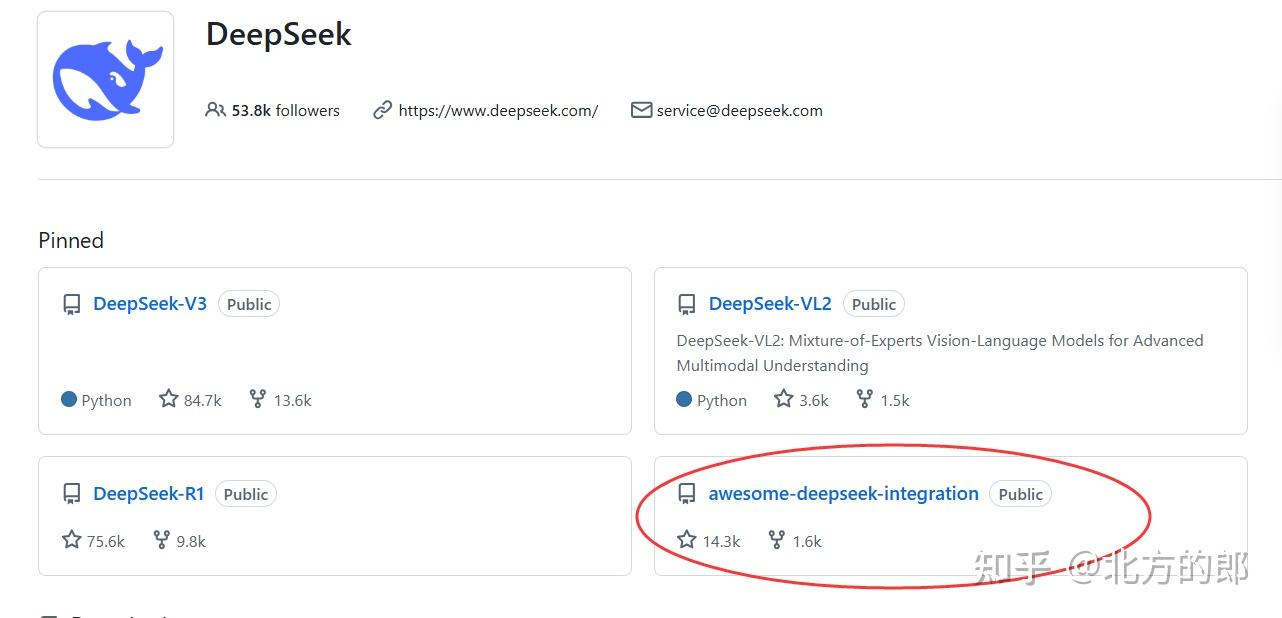 DeepSeek
53.8k followers https://www.deepseek.com/ service@deepseek.com
Pinned
DeepSeek-V3 Public
Python 84.7k 13.6k
DeepSeek-VL2 Public
DeepSeek-VL2: Mixture-of-Experts Vision-Language Models for Advanced
Multimodal Understanding
Python 3.6k 1.5k
DeepSeek-R1 Public
75.6k 9.8k
awesome-deepseek-integration Public
14.3k 1.6k
知乎 @北方的郎